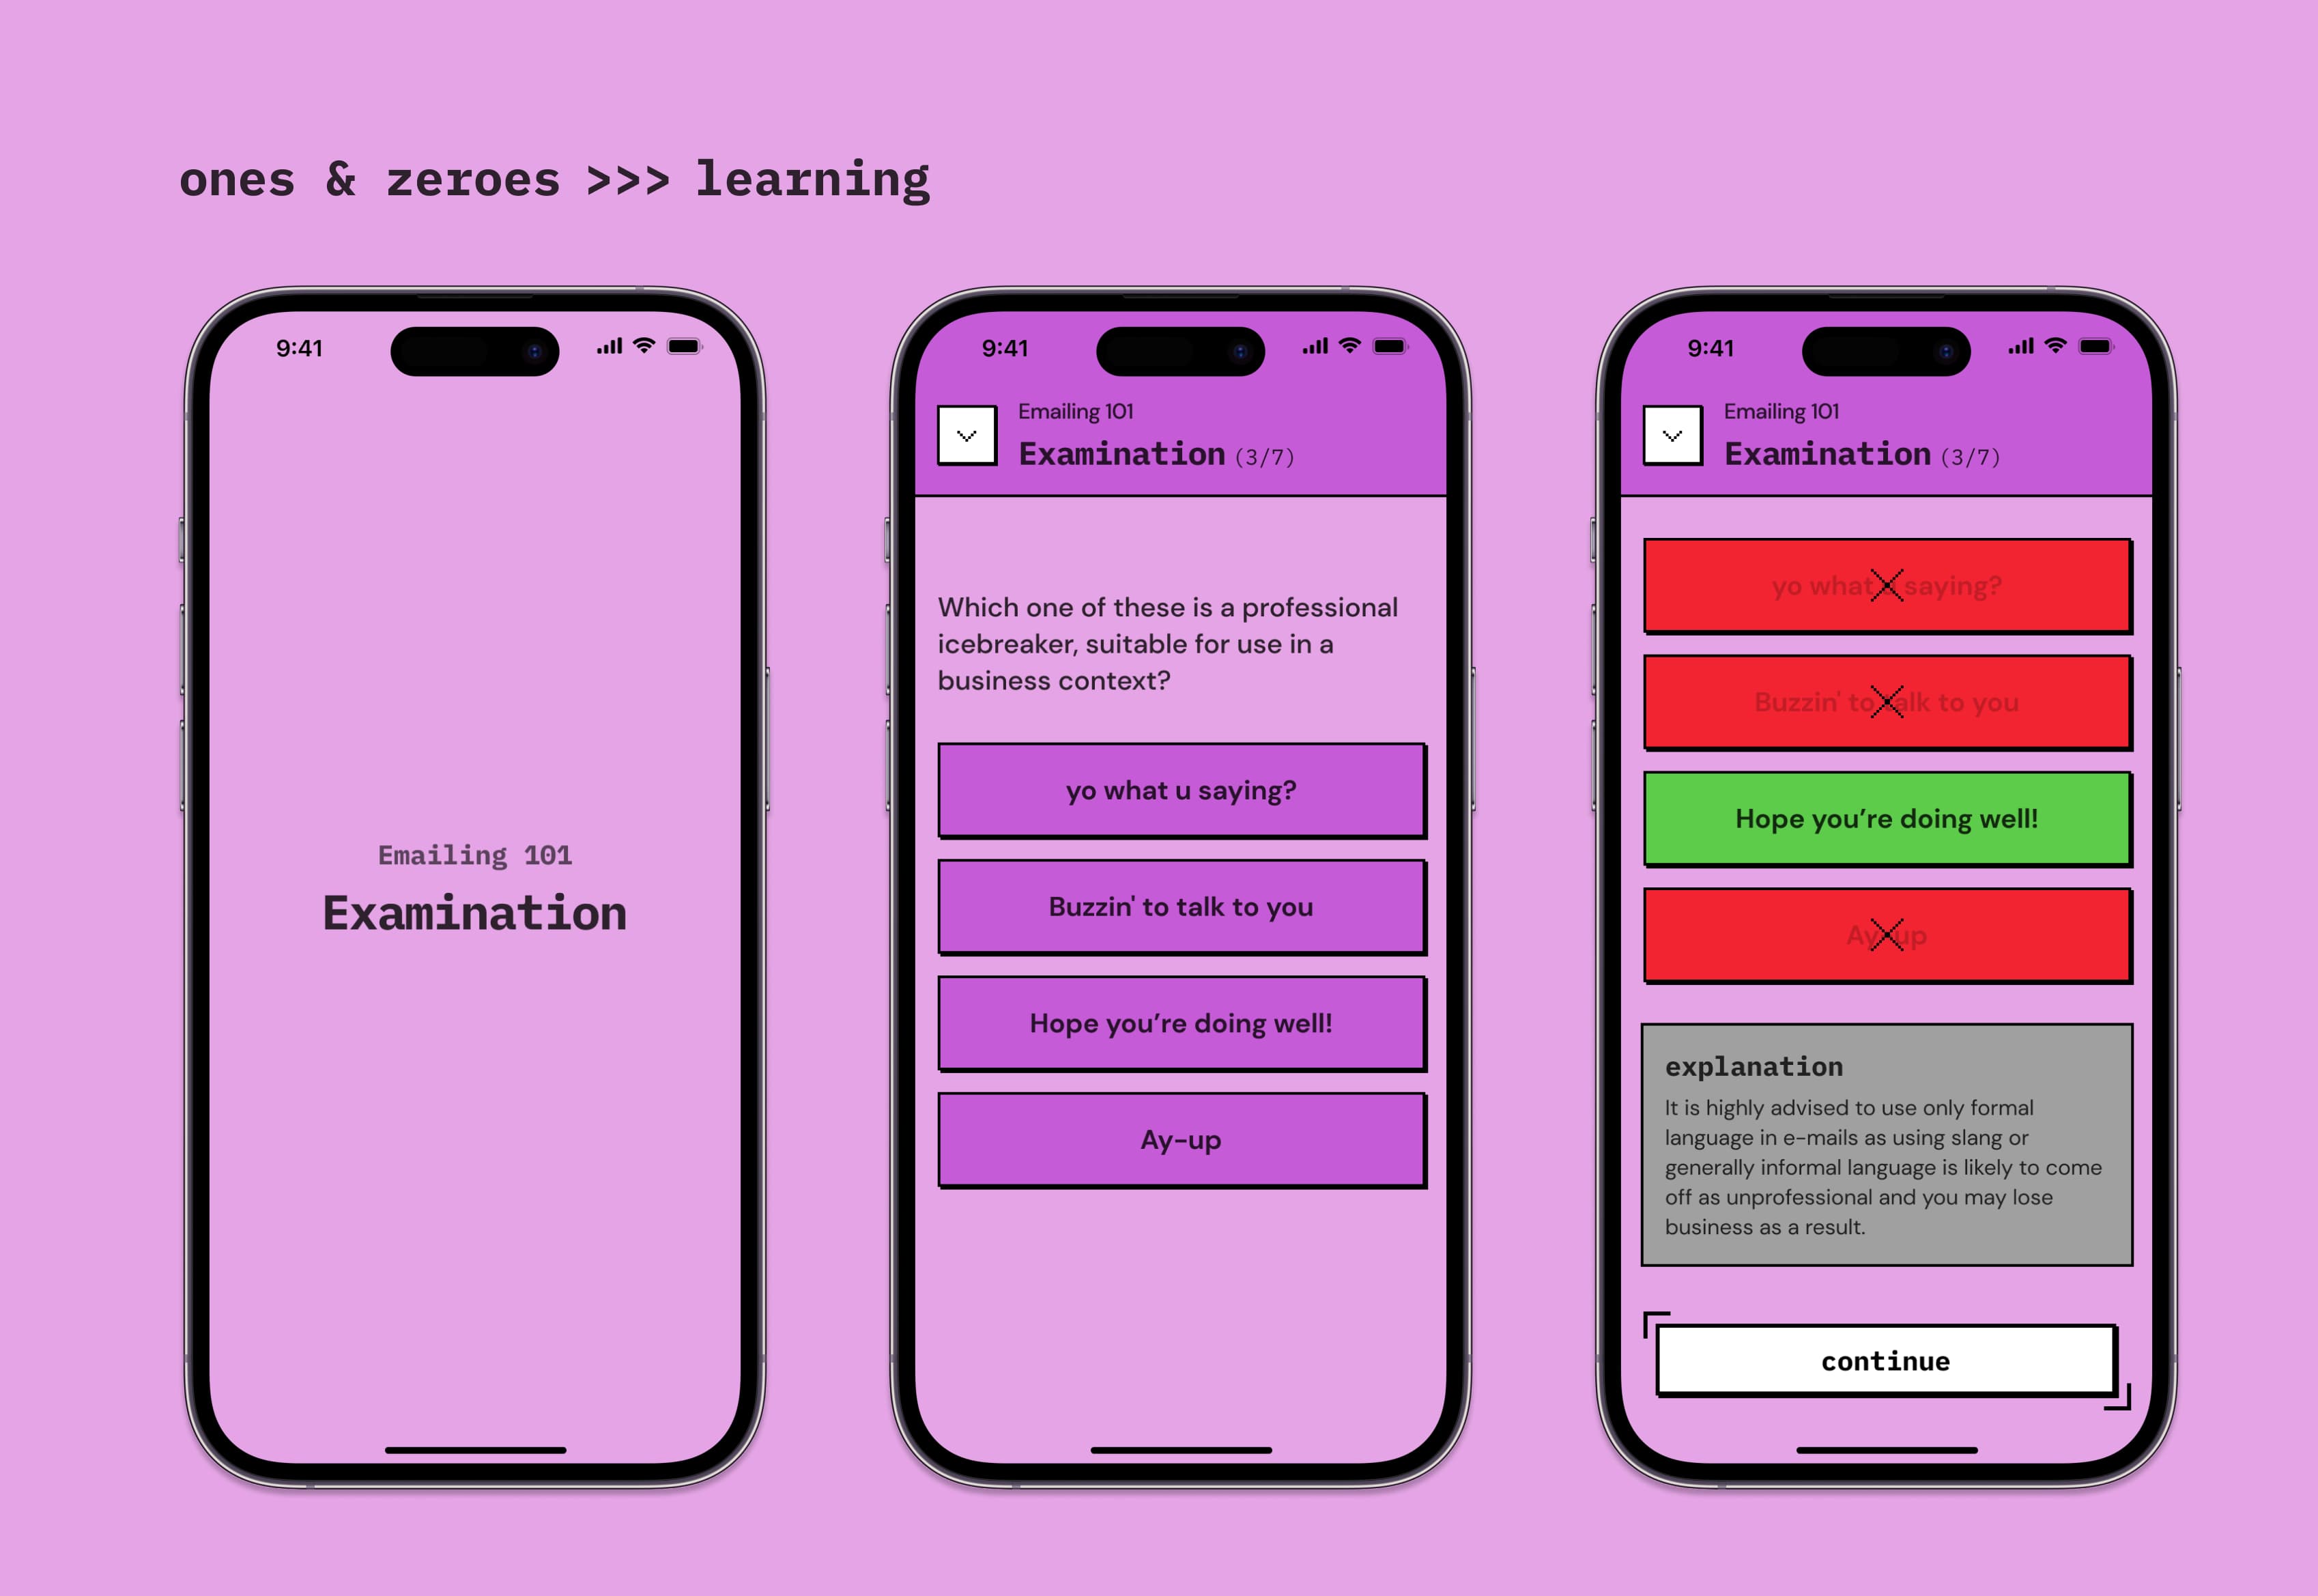 ones & zeroes >>> learning
9:41
Emailing 101
Examination
9:41
Emailing 101
Examination (3/7)
Which one of these is a professional
icebreaker, suitable for use in a
business context?
yo what u saying?
Buzzin' to talk to you
Hope you’re doing well!
Ay-up
9:41
Emailing 101
Examination (3/7)
yo what u saying?
Buzzin' to talk to you
Hope you’re doing well!
Ay-up
explanation
It is highly advised to use only formal
language in e-mails as using slang or
generally informal language is likely to come
off as unprofessional and you may lose
business as a result.
continue